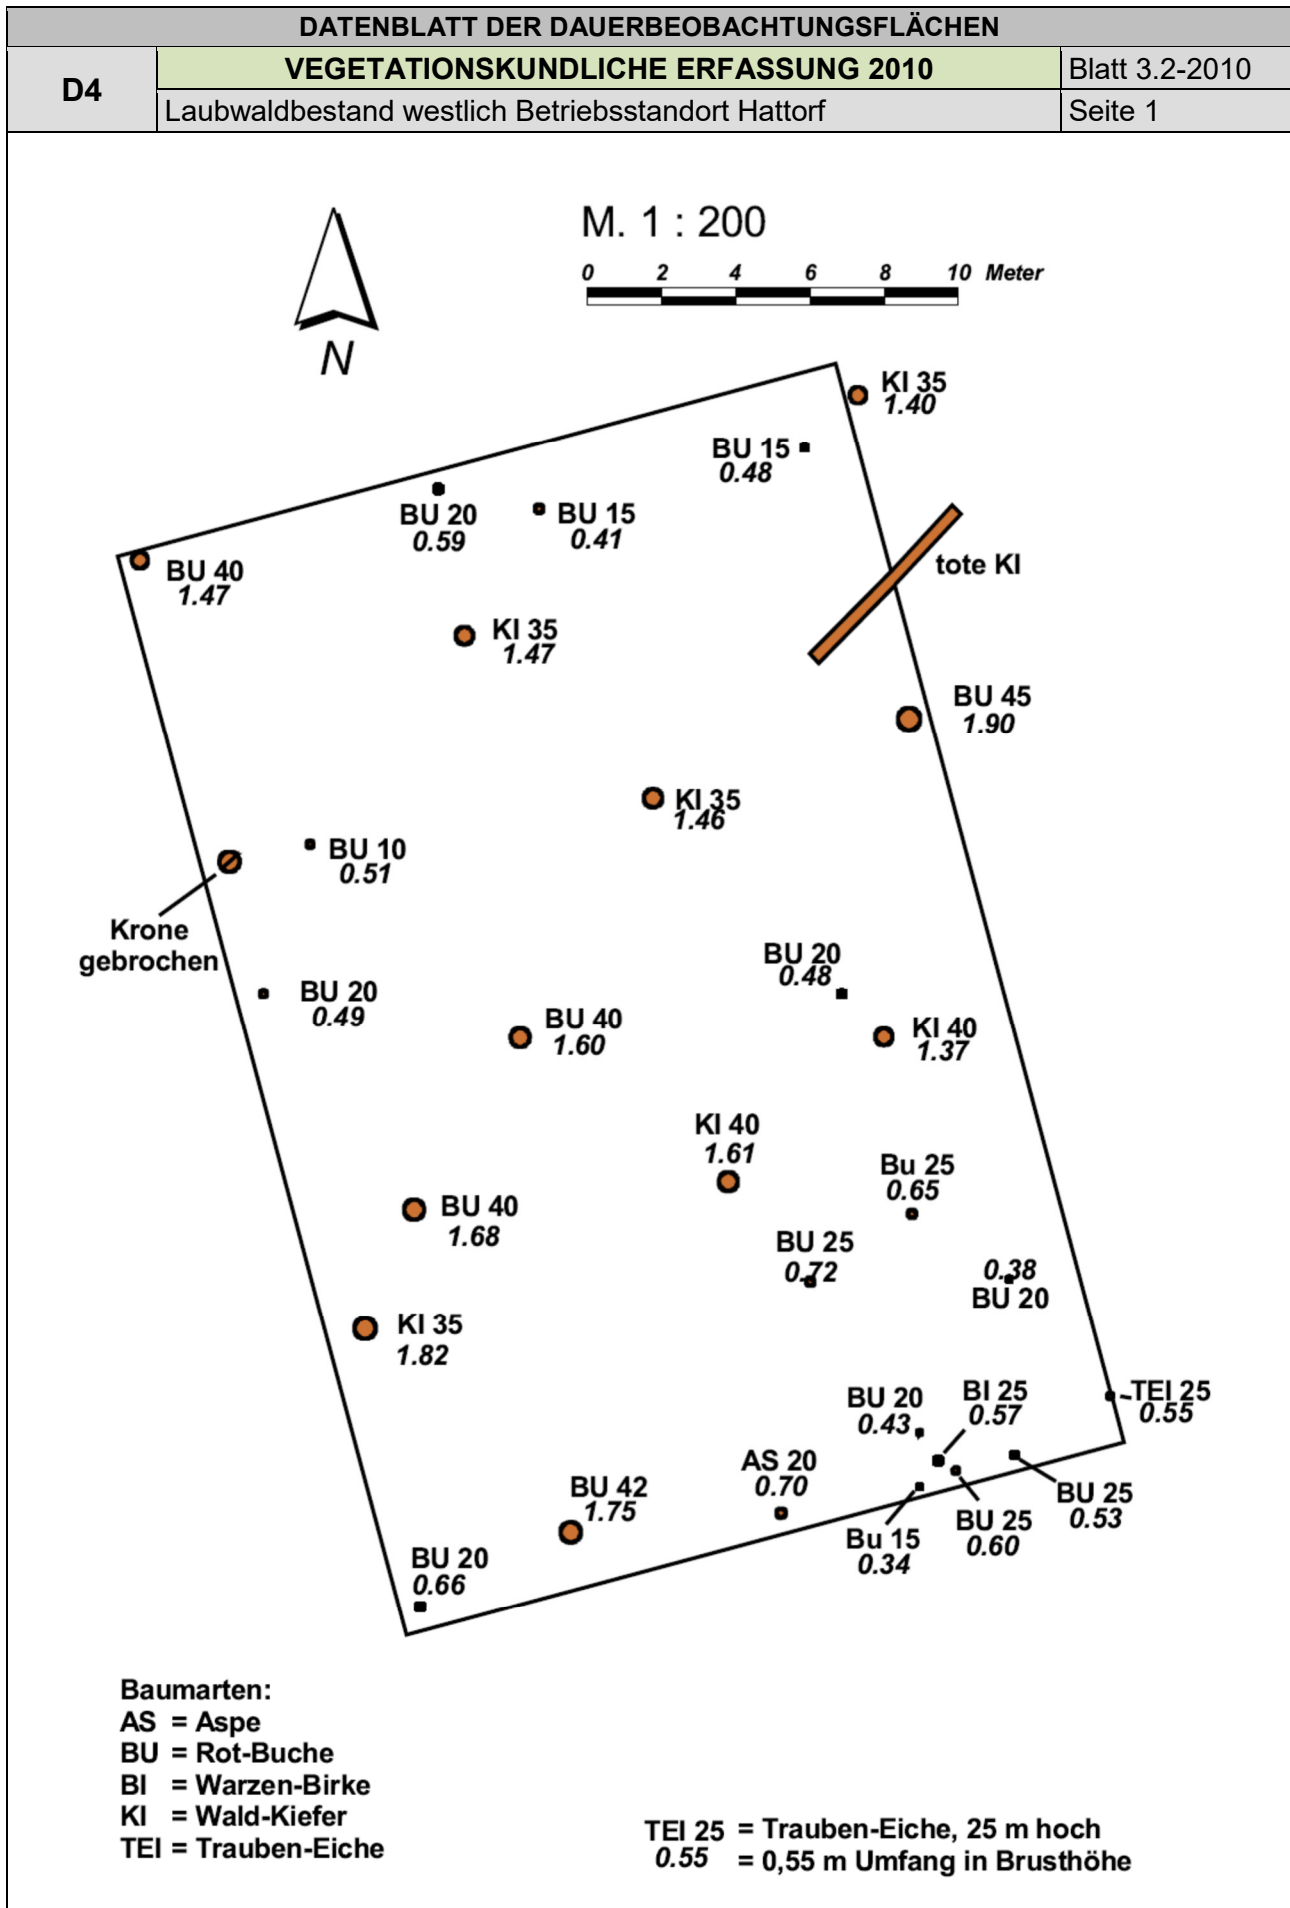 DATENBLATT DER DAUERBEOBACHTUNGSFLÄCHEN
D4
VEGETATIONSKUNDLICHE ERFASSUNG 2010
Blatt 3.2-2010
Laubwaldbestand westlich Betriebsstandort Hattorf
Seite 1
M. 1 : 200
0 2 4 6 8 10 Meter
N
KI 35
1.40
BU 15
0.48
BU 20
0.59
BU 15
0.41
tote KI
BU 40
1.47
KI 35
1.47
BU 45
1.90
KI 35
1.46
BU 10
0.51
Krone
gebrochen
BU 20
0.48
BU 20
0.49
BU 40
1.60
KI 40
1.37
KI 40
1.61
Bu 25
0.65
BU 40
1.68
BU 25
0.72
0.38
BU 20
KI 35
1.82
BU 20
0.43
BI 25
0.57
TEI 25
0.55
AS 20
0.70
BU 42
1.75
BU 25
0.53
BU 25
0.60
Bu 15
0.34
BU 20
0.66
Baumarten:
AS = Aspe
BU = Rot-Buche
BI = Warzen-Birke
KI = Wald-Kiefer
TEI = Trauben-Eiche
TEI 25 = Trauben-Eiche, 25 m hoch
0.55 = 0,55 m Umfang in Brusthöhe